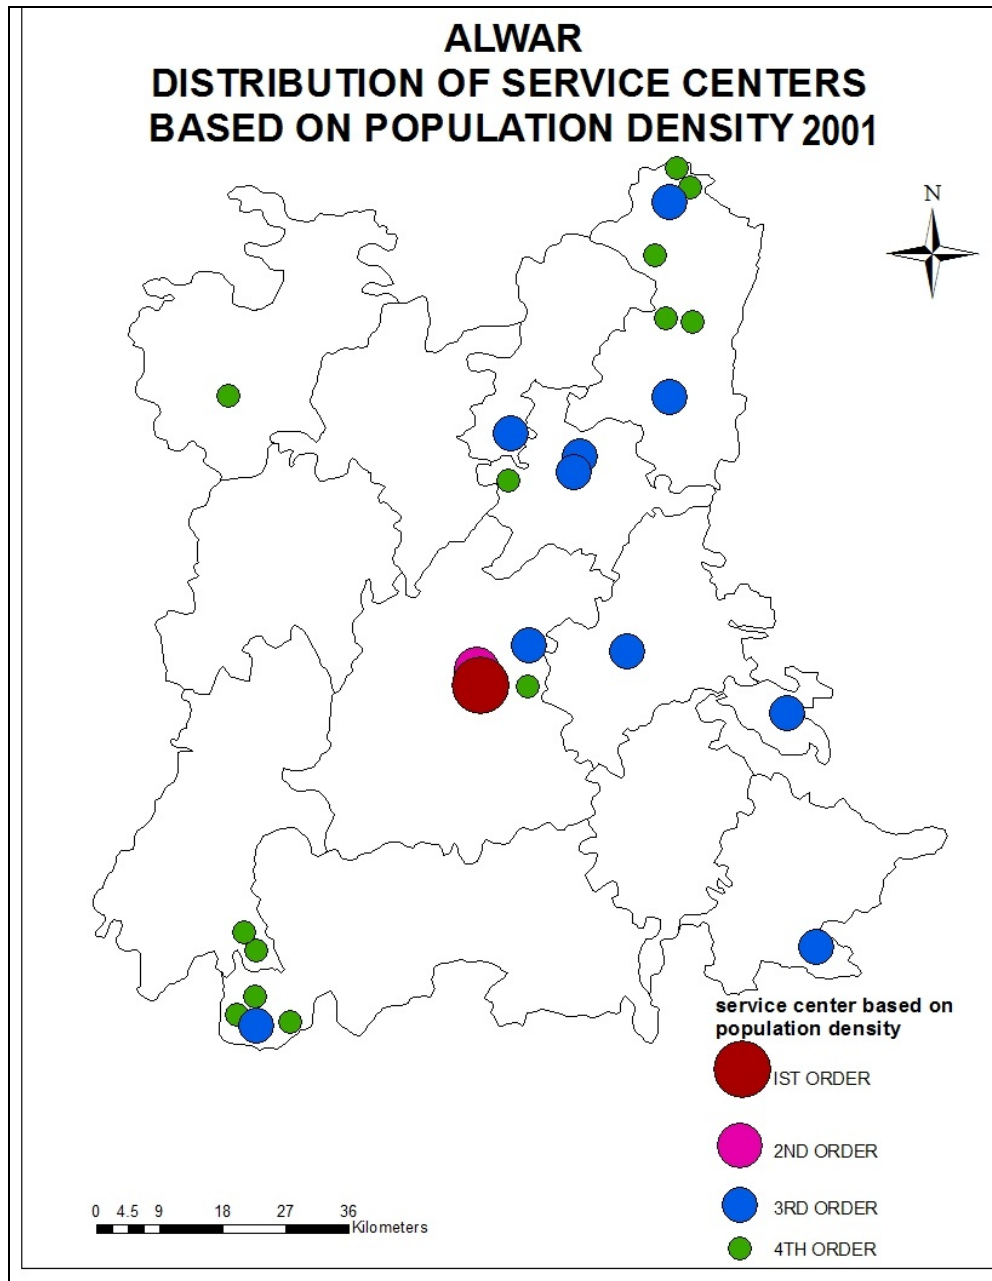 ALWAR
DISTRIBUTION OF SERVICE CENTERS
BASED ON POPULATION DENSITY 2001
N
service center based on
population density
IST ORDER
2ND ORDER
3RD ORDER
4TH ORDER
0 4.5 9 18 27 36
Kilometers